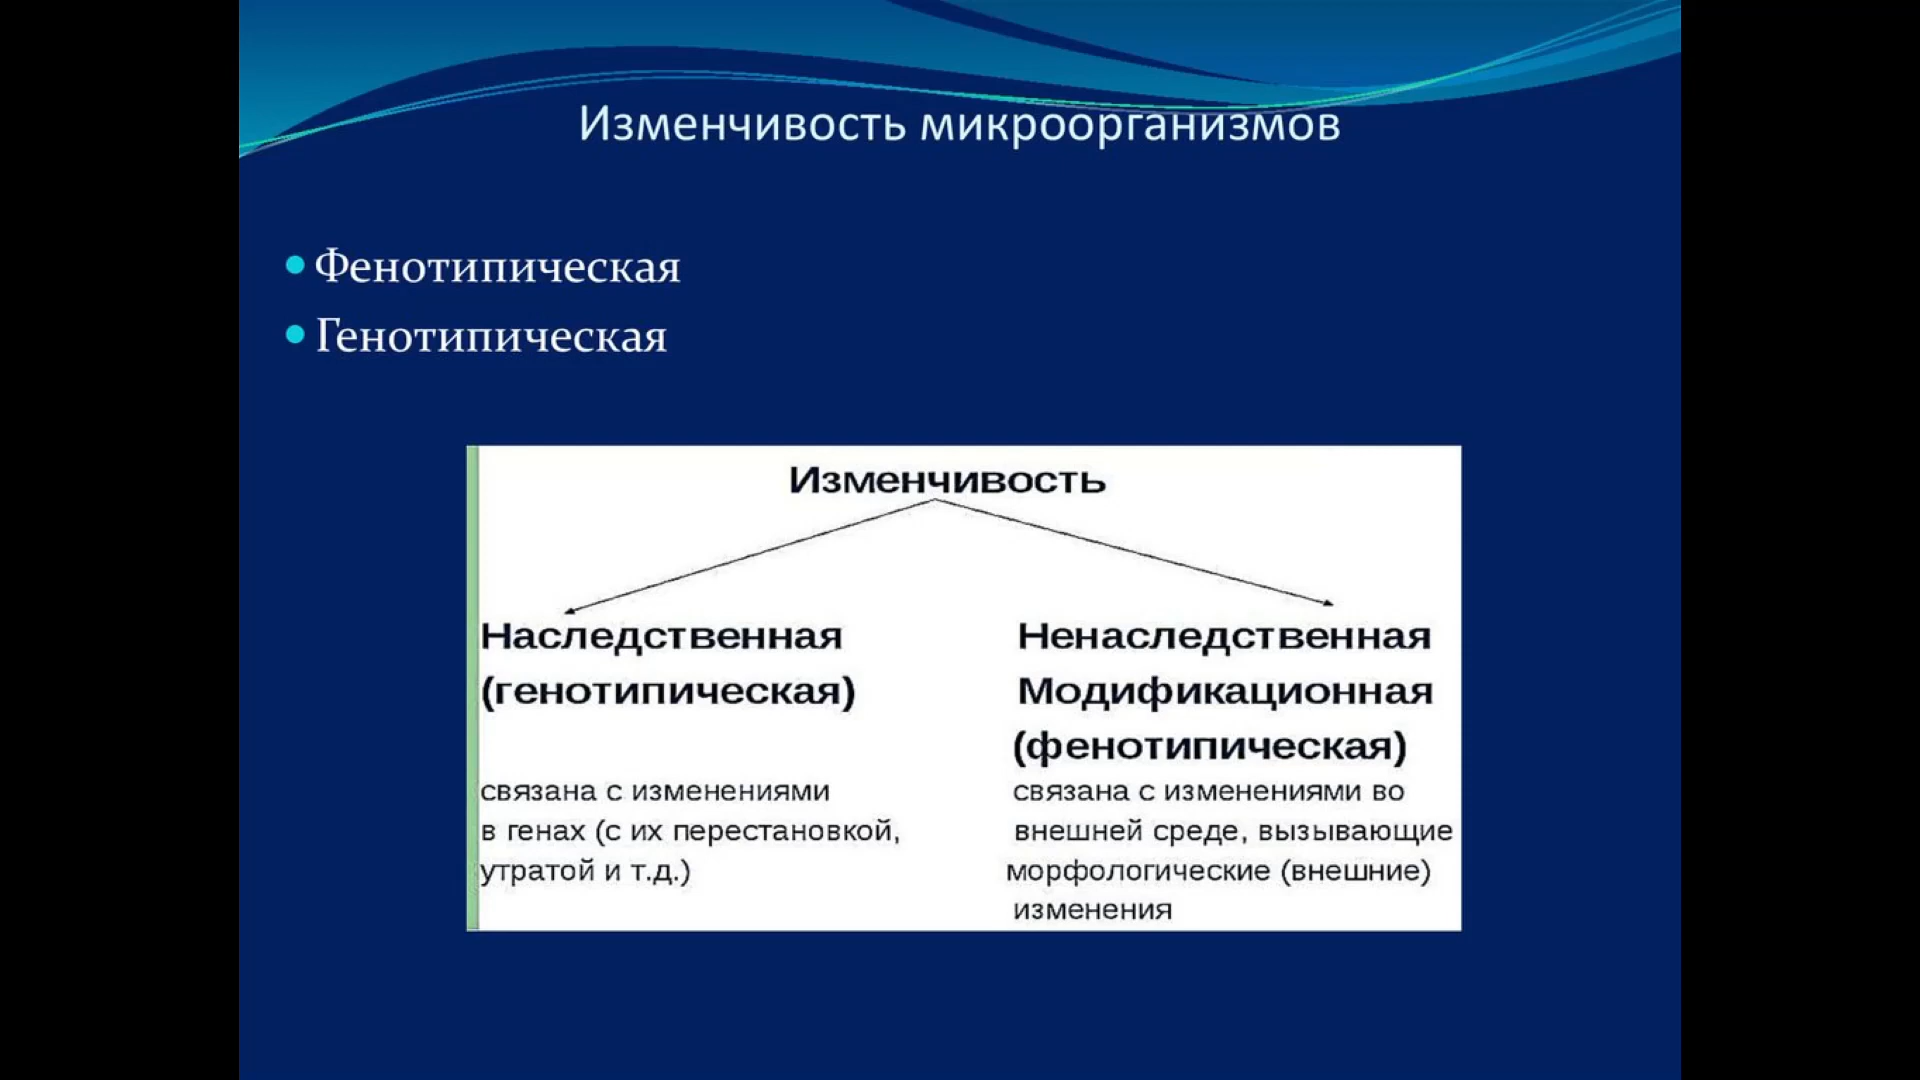 Изменчивость микроорганизмов
Фенотипическая
Генотипическая
Изменчивость
Наследственная
(генотипическая)
связана с изменениями
в генах (с их перестановкой,
утратой и т.д.)
Ненаследственная
Модификационная
(фенотипическая)
связана с изменениями во
внешней среде, вызывающие
морфологические (внешние)
изменения